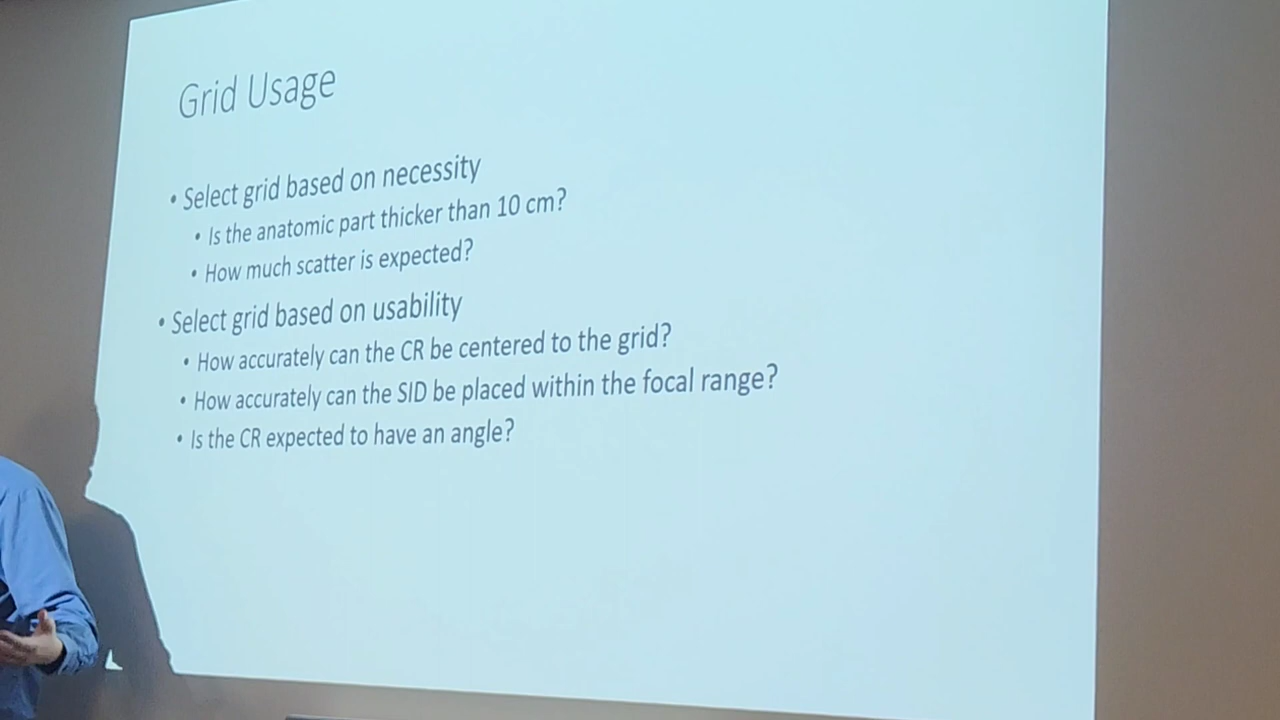 Grid Usage
• Select grid based on necessity
• Is the anatomic part thicker than 10 cm?
• How much scatter is expected?
• Select grid based on usability
• How accurately can the CR be centered to the grid?
• How accurately can the SID be placed within the focal range?
• Is the CR expected to have an angle?